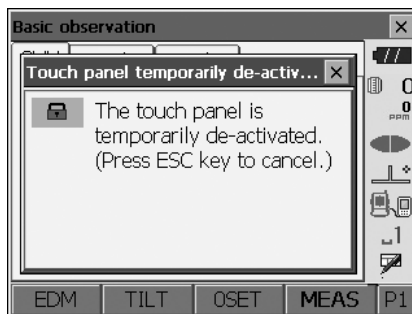 Basic observation
Touch panel temporarily de-activ...
The touch panel is
temporarily de-activated.
(Press ESC key to cancel.)
0
0
PPM
1
EDM TILT 0SET MEAS P1